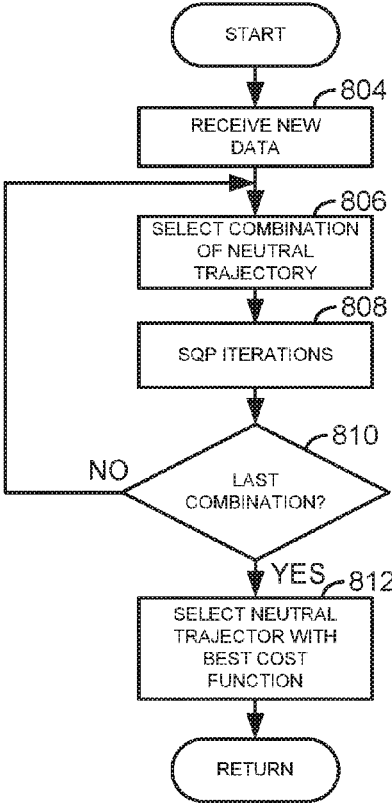 START
804
RECEIVE NEW
DATA
806
SELECT COMBINATION
OF NEUTRAL
TRAJECTORY
808
SQP ITERATIONS
810
NO
LAST
COMBINATION?
YES
812
SELECT NEUTRAL
TRAJECTOR WITH
BEST COST
FUNCTION
RETURN